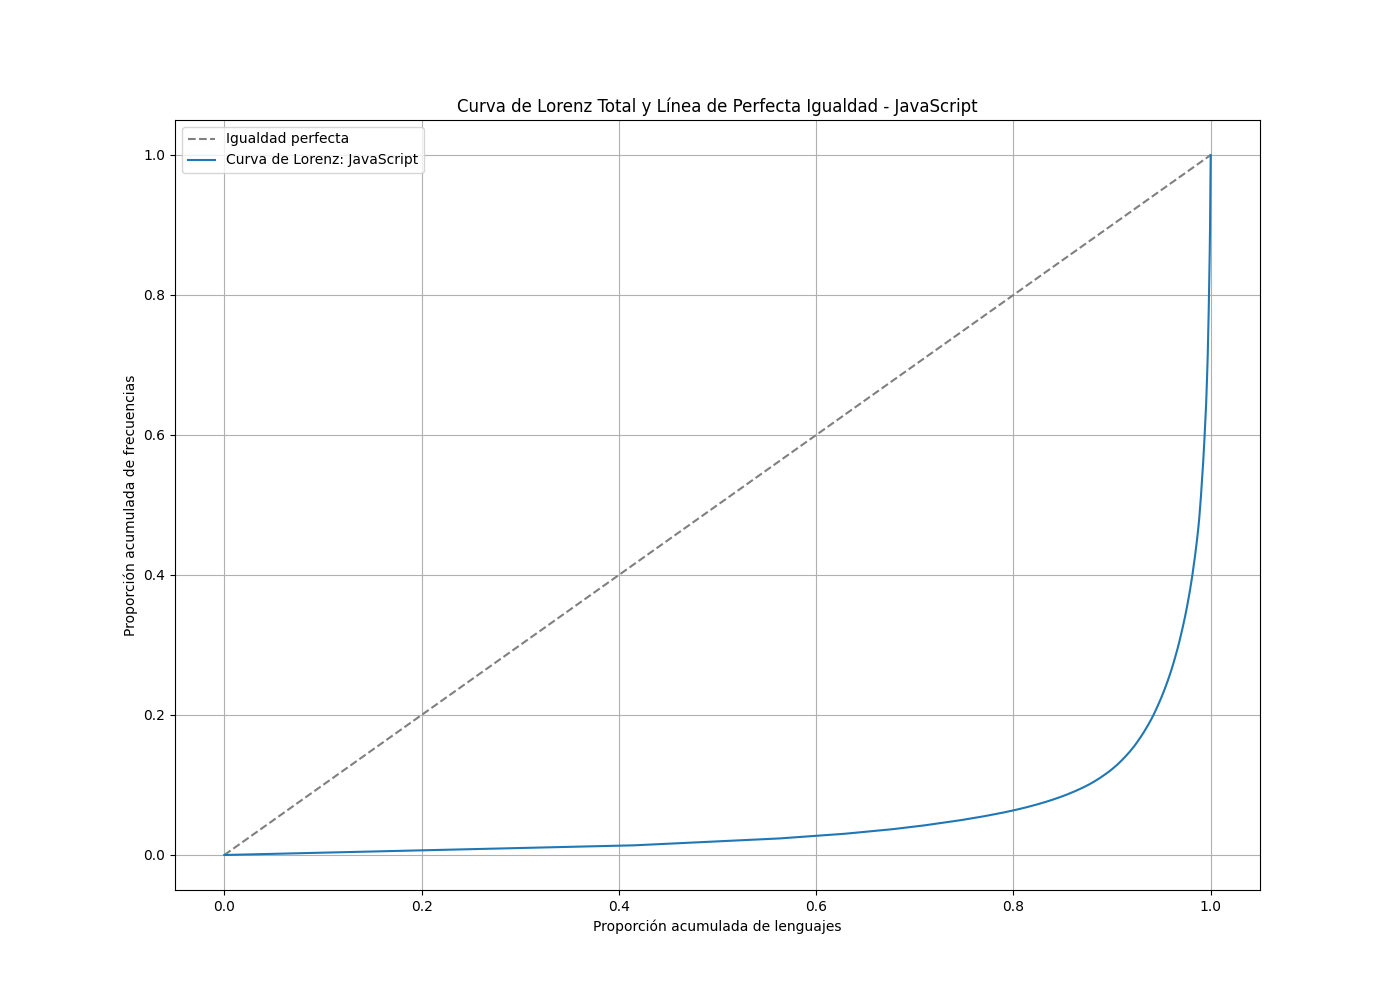 Curva de Lorenz Total y Línea de Perfecta Igualdad - JavaScript
Igualdad perfecta
Curva de Lorenz: JavaScript
Proporción acumulada de frecuencias
1.0
0.8
0.6
0.4
0.2
0.0
0.0 0.2 0.4 0.6 0.8 1.0
Proporción acumulada de lenguajes